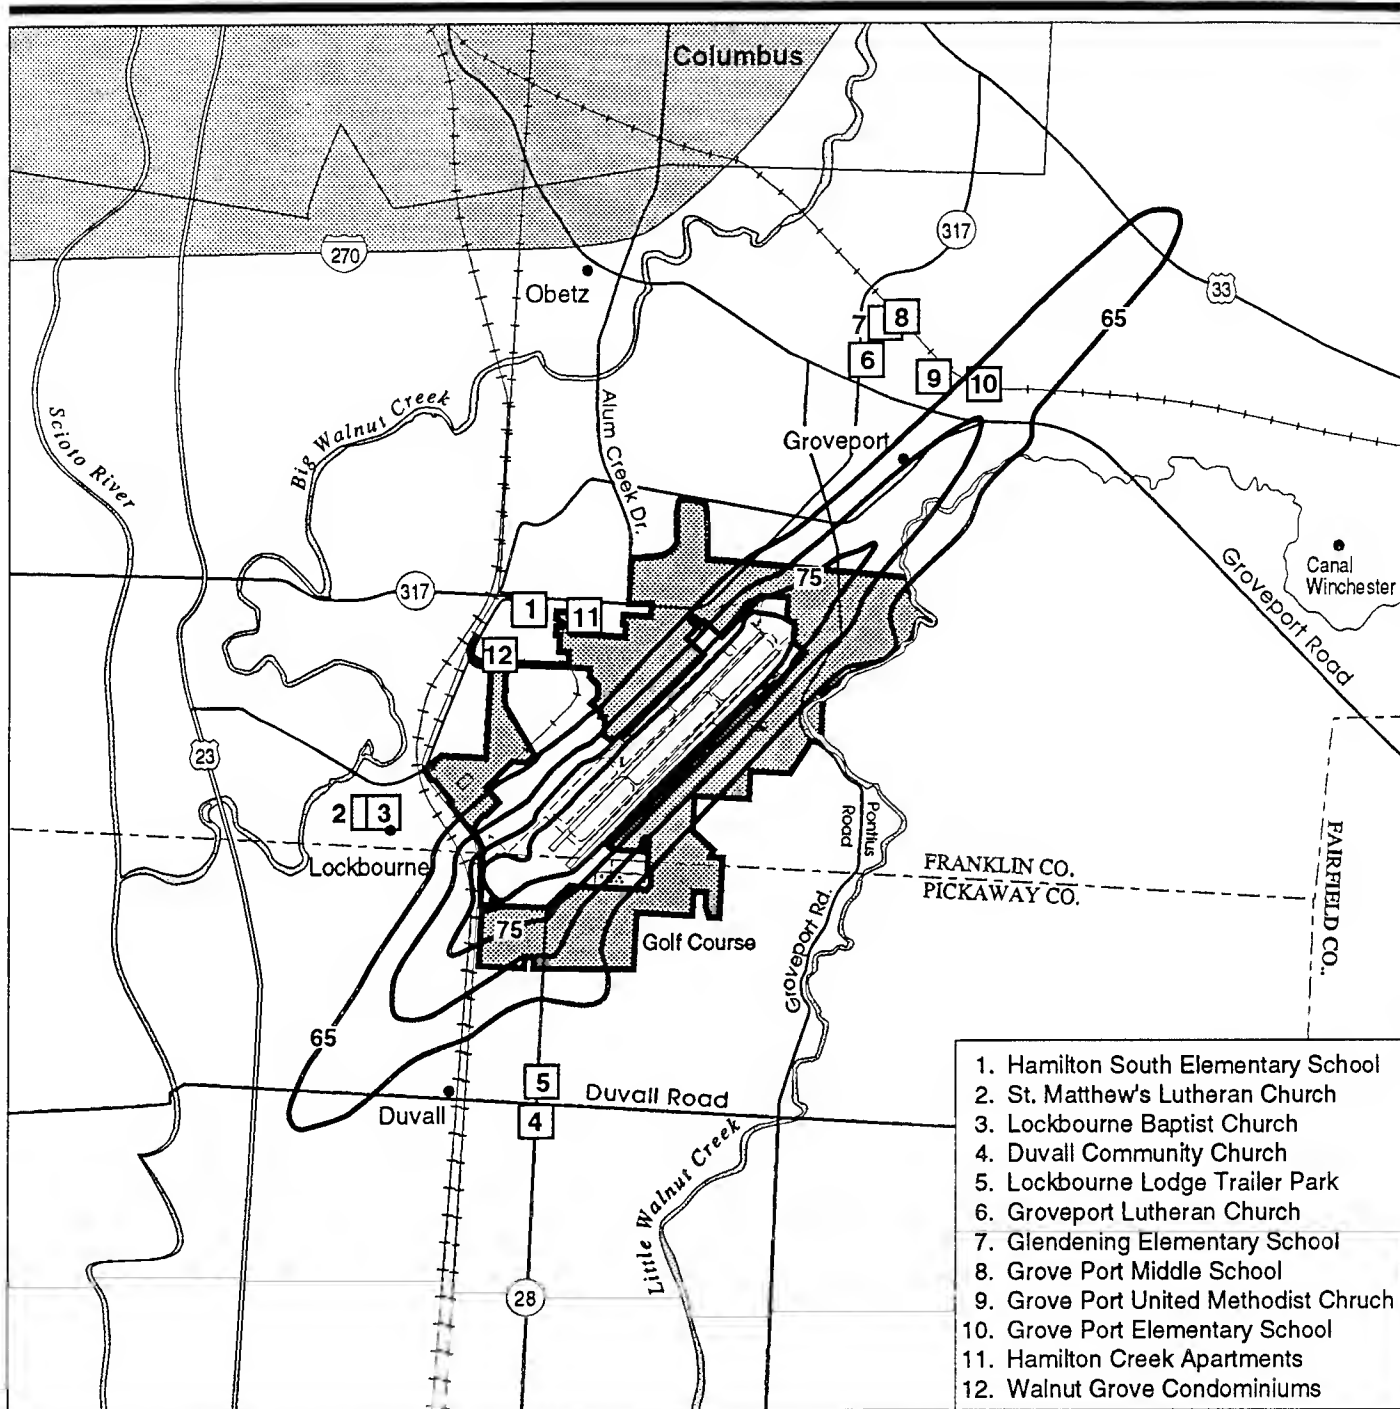 Columbus
270
317
33
Obetz
7
8
65
6
9
10
Big Walnut Creek
Scioto River
Alum Creek Dr.
Groveport
Canal
Winchester
Groveport Road
75
317
1
11
12
23
2
3
Lockbourne
Pontius
Road
FRANKLIN CO.
PICKAWAY CO.
FAIRFIELD CO.
75
Golf Course
Groveport Rd.
65
5
Duvall Road
Duvall
4
Little Walnut Creek
28
1. Hamilton South Elementary School
2. St. Matthew's Lutheran Church
3. Lockbourne Baptist Church
4. Duvall Community Church
5. Lockbourne Lodge Trailer Park
6. Groveport Lutheran Church
7. Glendening Elementary School
8. Grove Port Middle School
9. Grove Port United Methodist Chruch
10. Grove Port Elementary School
11. Hamilton Creek Apartments
12. Walnut Grove Condominiums